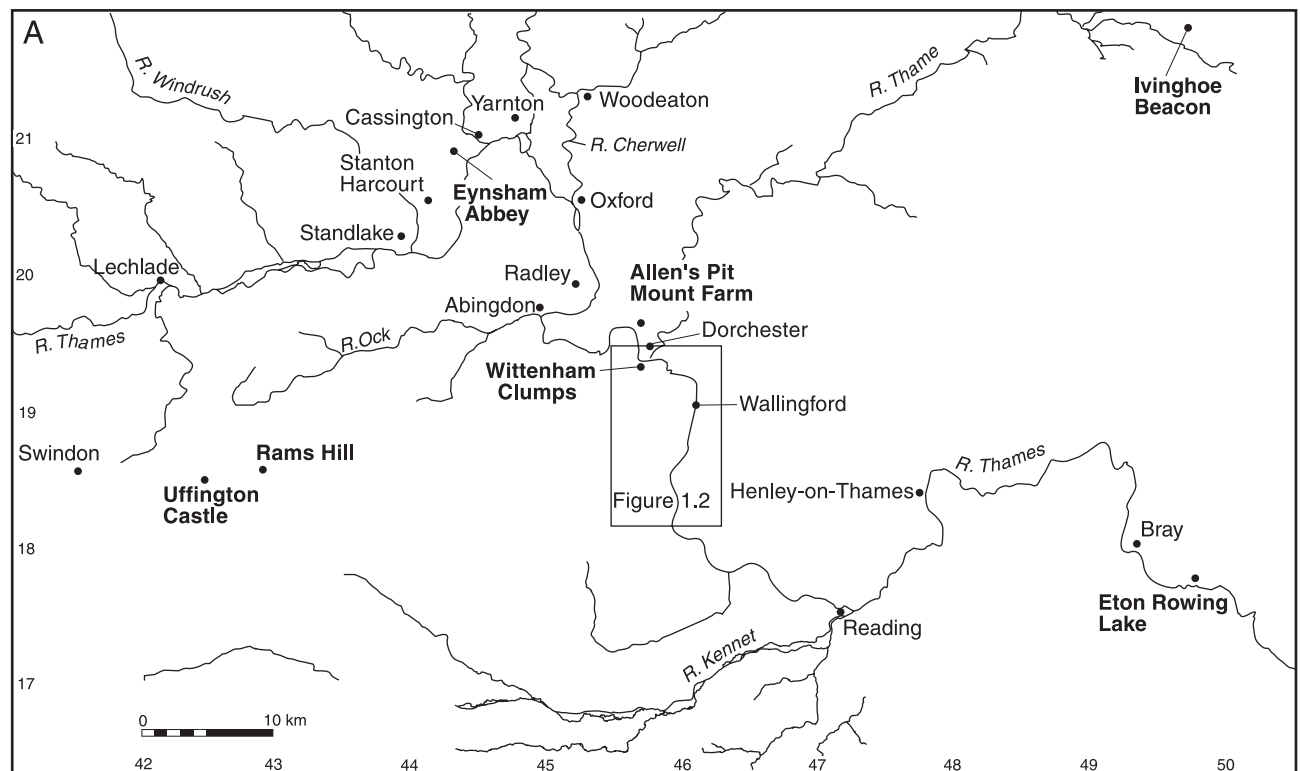 A
R. Windrush
R. Thame
Ivinghoe
Beacon
Yarnton
Woodeaton
Cassington
21
R. Cherwell
Stanton
Harcourt
Eynsham
Abbey
Oxford
Standlake
20
Lechlade
Radley
Allen's Pit
Mount Farm
Abingdon
R. Thames
R.Ock
Dorchester
Wittenham
Clumps
19
Wallingford
Swindon
Rams Hill
R. Thames
Uffington
Castle
Figure 1.2
Henley-on-Thames
18
Bray
Eton Rowing
Lake
Reading
R. Kennet
17
0
10 km
42
43
44
45
46
47
48
49
50